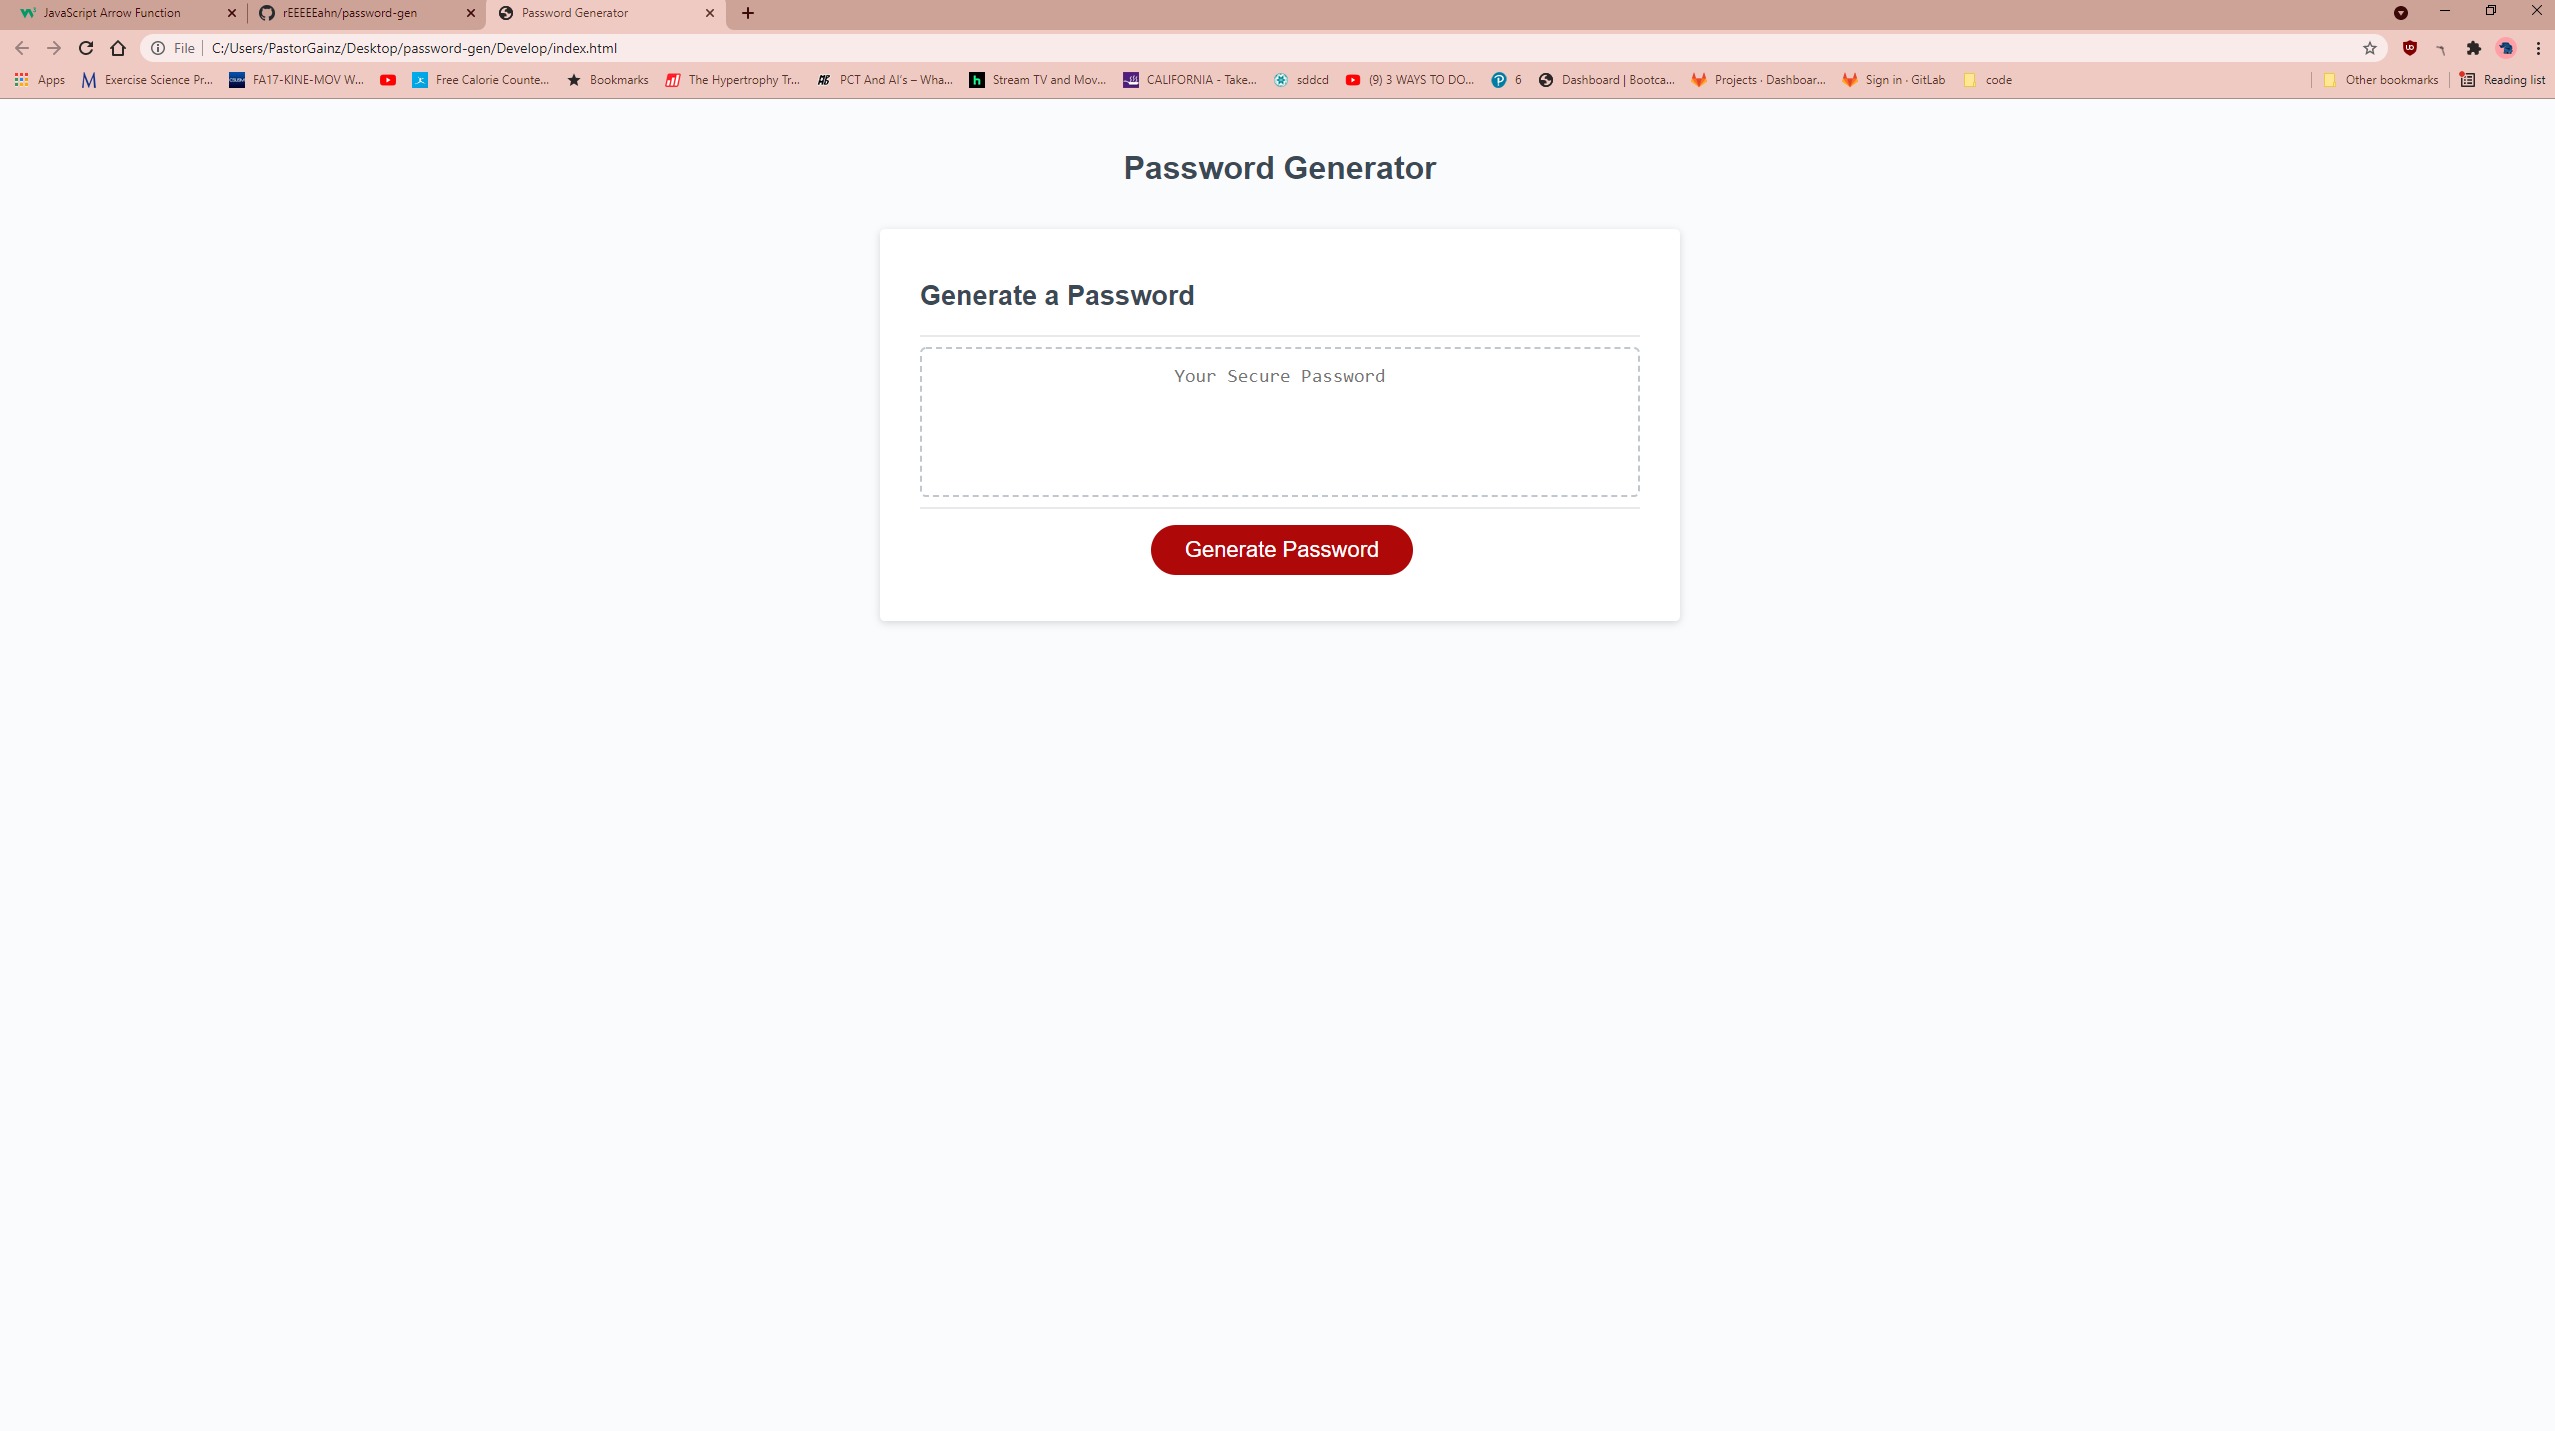 JavaScript Arrow Function
rEEEEEahn/password-gen
Password Generator
File
C:/Users/PastorGainz/Desktop/password-gen/Develop/index.html
Apps
Exercise Science Pr...
FA17-KINE-MOV W...
Free Calorie Counte...
Bookmarks
The Hypertrophy Tr...
PCT And AI's – Wha...
Stream TV and Mov...
CALIFORNIA - Take...
sddcd
(9) 3 WAYS TO DO...
6
Dashboard | Bootca...
Projects · Dashboar...
Sign in · GitLab
code
Other bookmarks
Reading list
Password Generator
Generate a Password
Your Secure Password
Generate Password